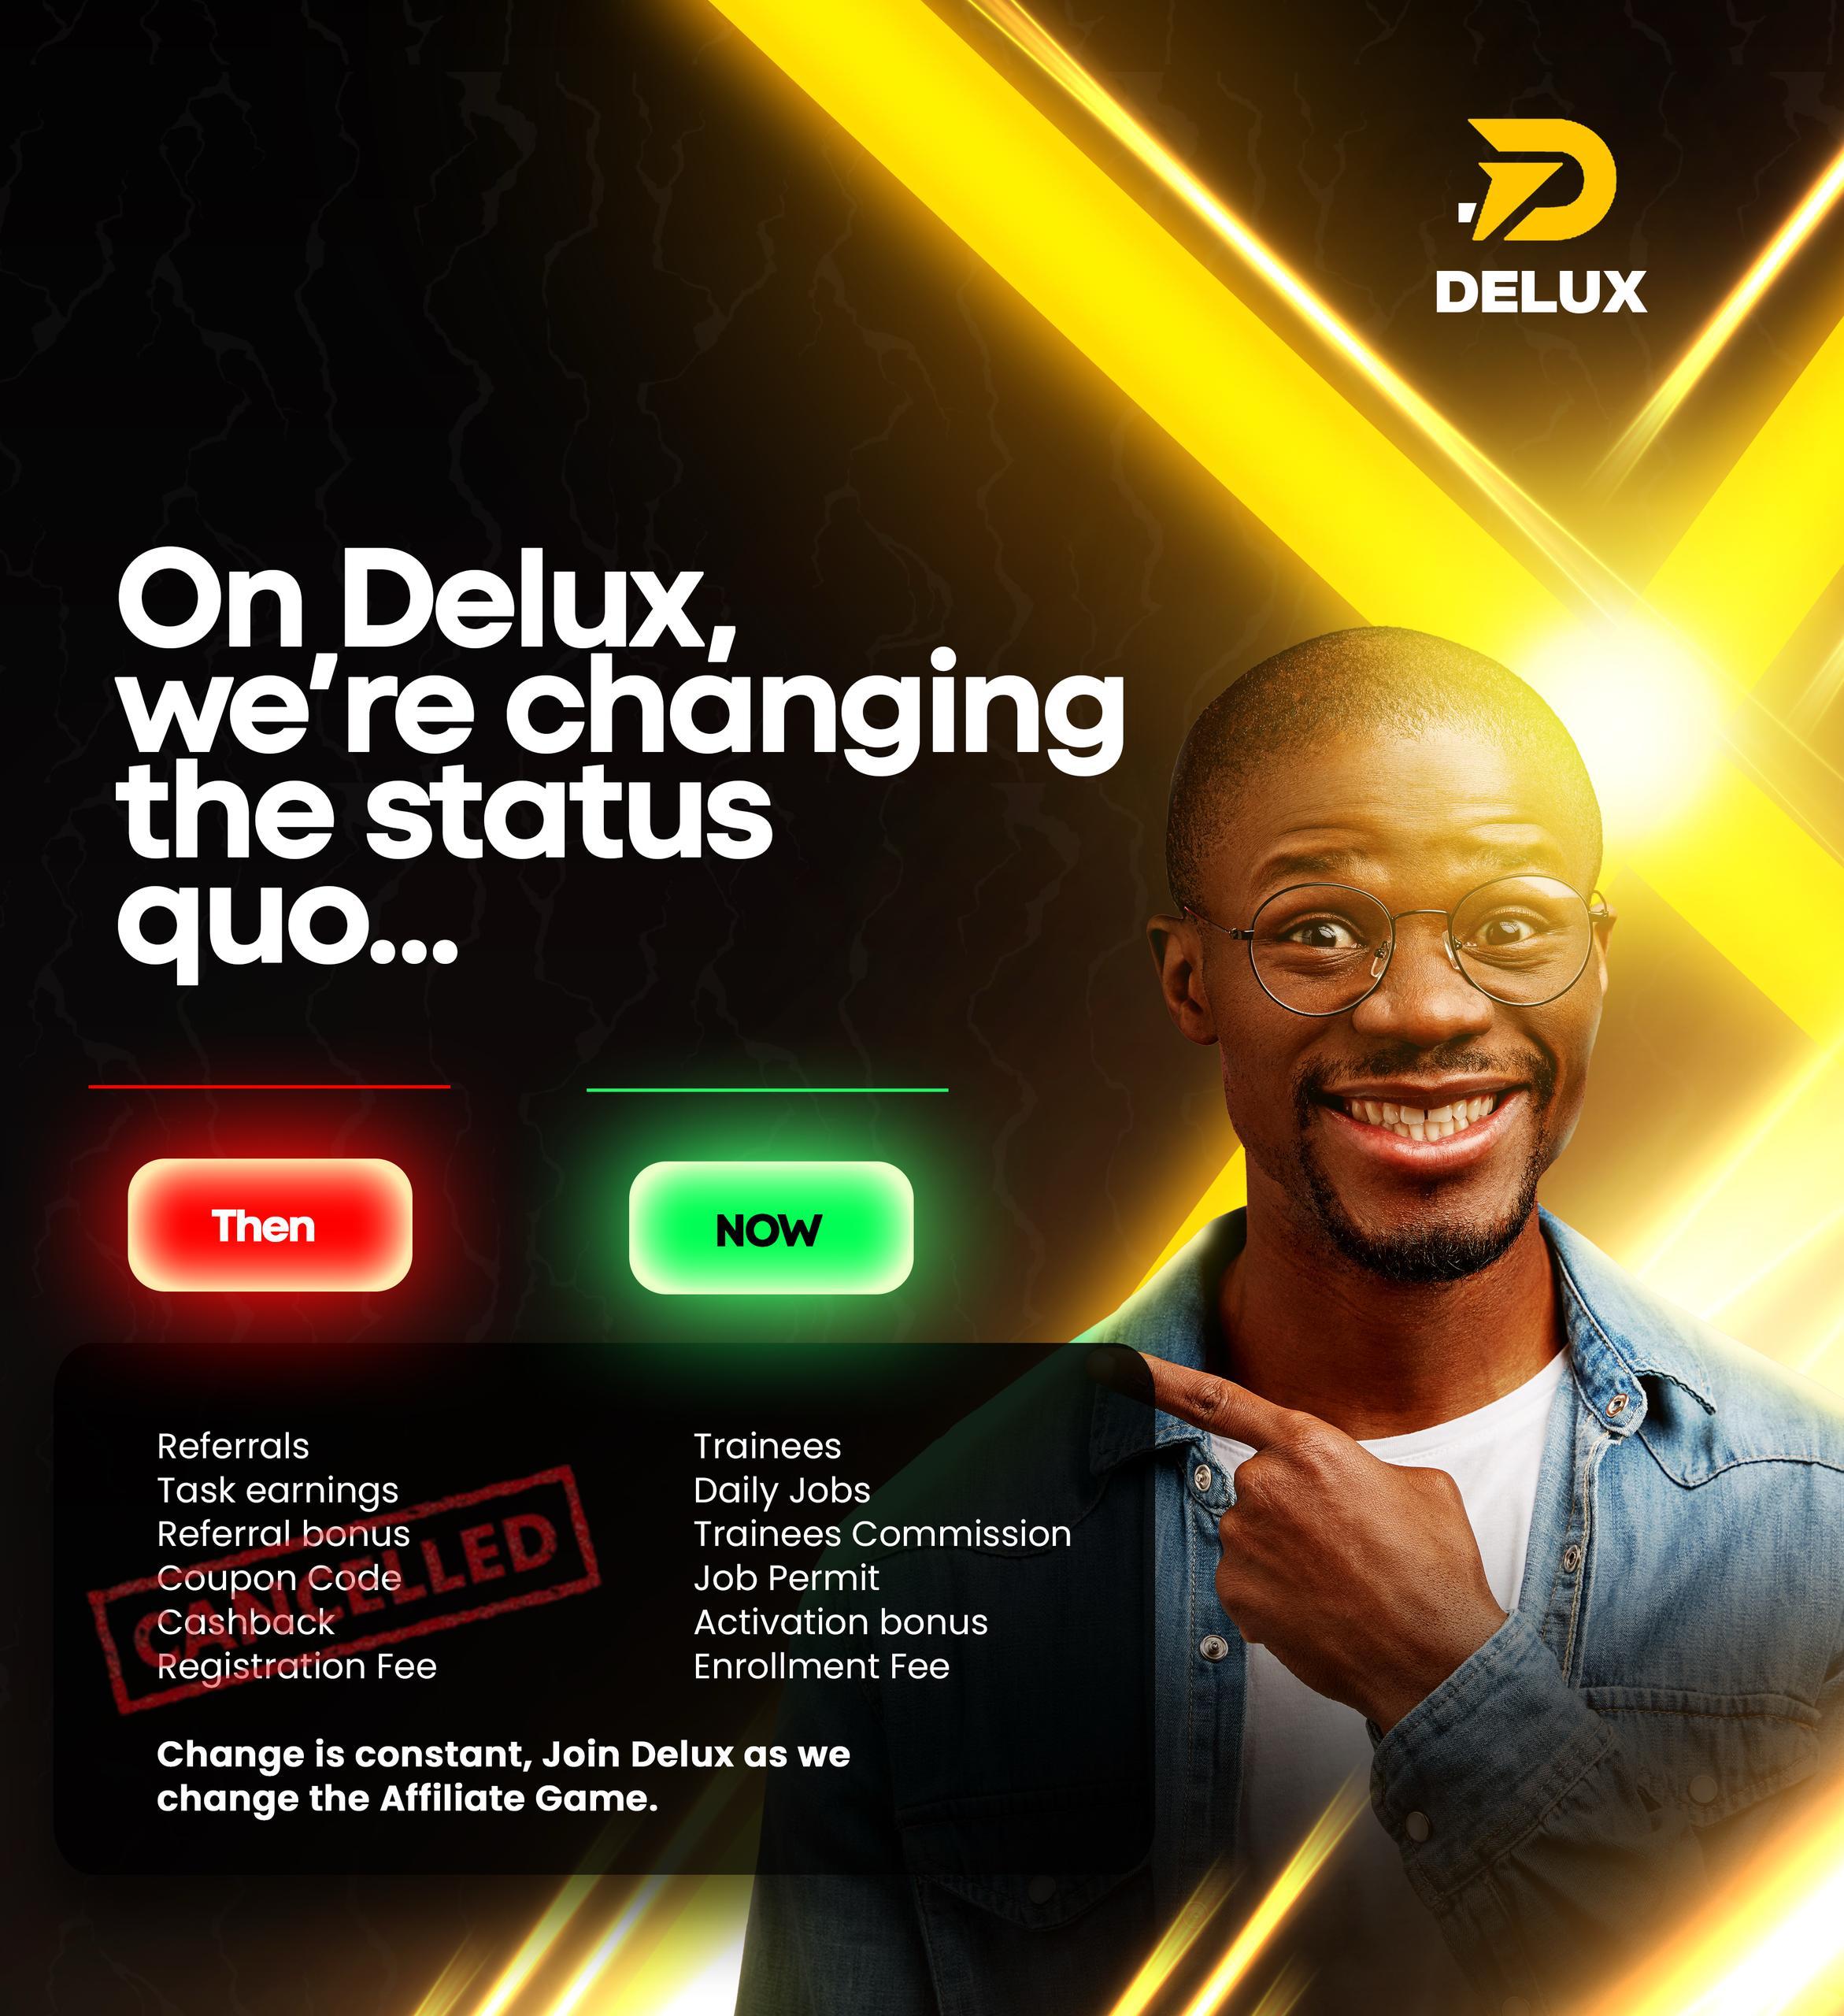 DELUX
On Delux,
we're changing
the status
quo...
Then
NOW
Referrals
Task earnings
Referral bonus
Coupon Code
Cashback
Registration Fee
CANCELLED
Trainees
Daily Jobs
Trainees Commission
Job Permit
Activation bonus
Enrollment Fee
Change is constant, Join Delux as we
change the Affiliate Game.